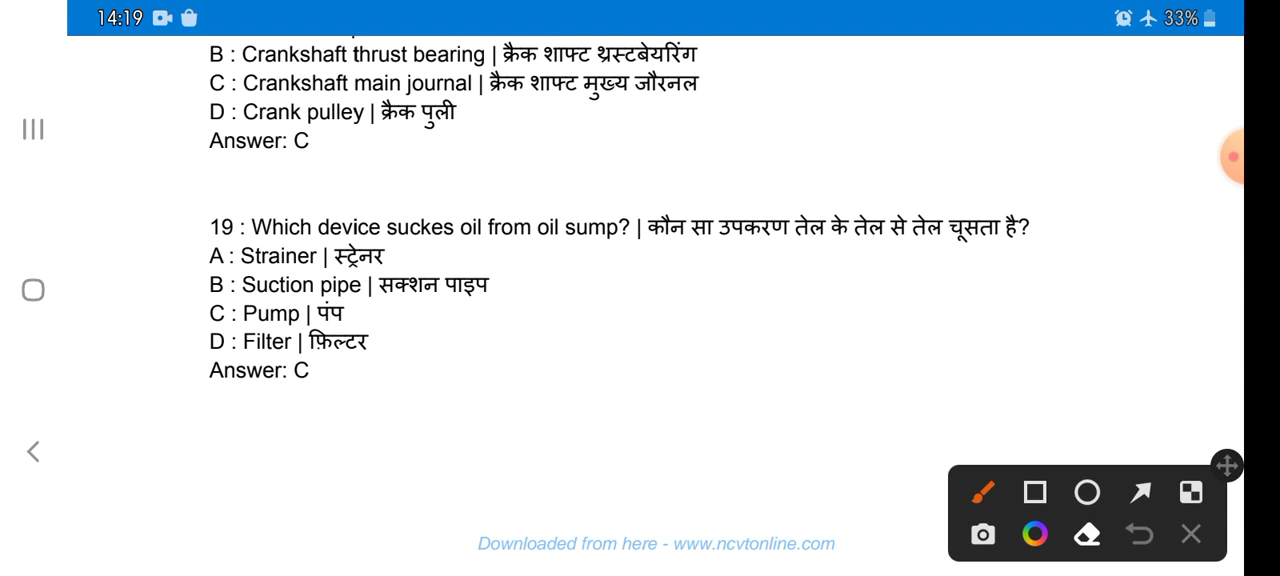 14:19 33%
B : Crankshaft thrust bearing | क्रैक शाफ्ट थ्रस्टबेयरिंग
C : Crankshaft main journal | क्रैक शाफ्ट मुख्य जौरनल
D : Crank pulley | क्रैक पुली
Answer: C
19 : Which device suckes oil from oil sump? | कौन सा उपकरण तेल के तेल से तेल चूसता है?
A : Strainer | स्ट्रेनर
B : Suction pipe | सक्शन पाइप
C : Pump | पंप
D : Filter | फ़िल्टर
Answer: C
Downloaded from here - www.ncvtonline.com